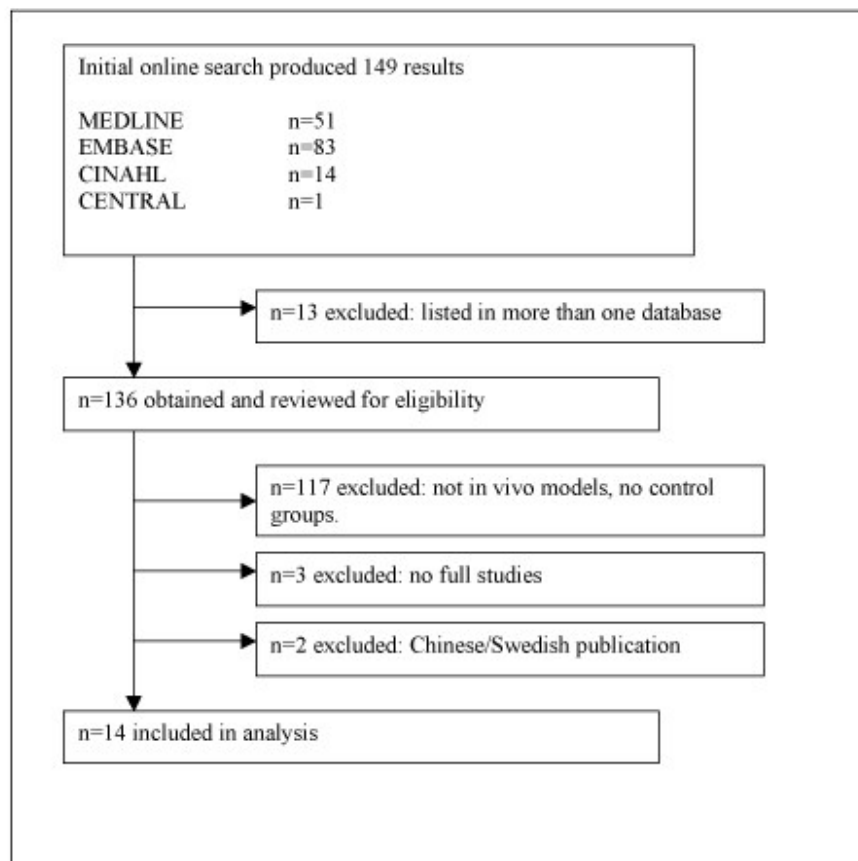 Initial online search produced 149 results
MEDLINE n=51
EMBASE n=83
CINAHL n=14
CENTRAL n=1
n=13 excluded: listed in more than one database
n=136 obtained and reviewed for eligibility
n=117 excluded: not in vivo models, no control
groups.
n=3 excluded: no full studies
n=2 excluded: Chinese/Swedish publication
n=14 included in analysis